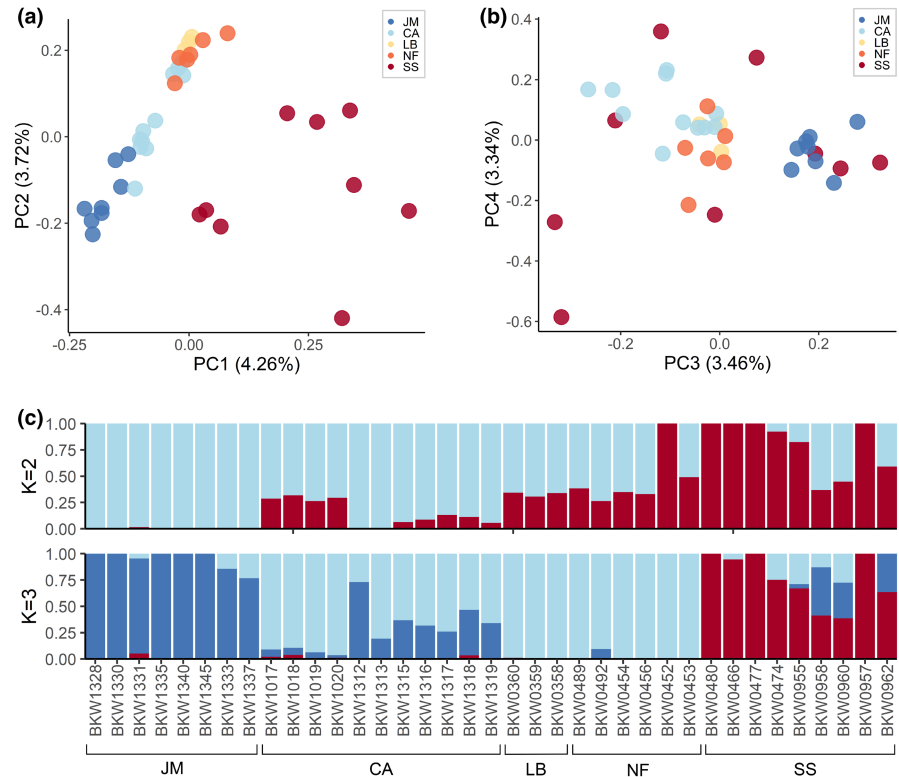 (a)
JM
CA
LB
NF
SS
0.2
0.0
-0.2
-0.4
PC2 (3.72%)
-0.25
0.00
0.25
PC1 (4.26%)
(b)
JM
CA
LB
NF
SS
0.4
0.2
0.0
-0.2
-0.4
-0.6
PC4 (3.34%)
-0.2
0.0
0.2
PC3 (3.46%)
(c)
1.00
0.75
0.50
0.25
0.00
K=2
1.00
0.75
0.50
0.25
0.00
K=3
BKW1328
BKW1330
BKW1331
BKW1335
BKW1340
BKW1345
BKW1333
BKW1337
BKW1017
BKW1018
BKW1019
BKW1020
BKW1312
BKW1313
BKW1315
BKW1316
BKW1317
BKW1318
BKW1319
BKW0360
BKW0359
BKW0358
BKW0489
BKW0492
BKW0454
BKW0456
BKW0452
BKW0453
BKW0480
BKW0466
BKW0477
BKW0474
BKW0955
BKW0958
BKW0960
BKW0957
BKW0962
JM
CA
LB
NF
SS